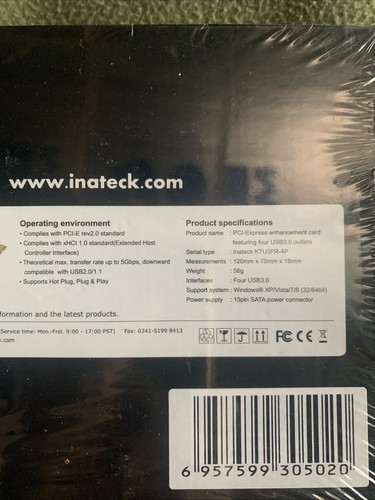 www.inateck.com
Operating environment
• Complies with PCI-E rev2.0 standard
• Complies with xHCI 1.0 standard(Extended Host
Controller Interface)
• Theoretical max. transfer rate up to 5Gbps, downward
compatible with USB2.0/1.1
• Supports Hot Plug, Plug & Play
Product specifications
Product name : PCI-Express enhancement card
featuring four USB3.0 outlets
Serial type : Inateck KTU3FR-4P
Measurements : 120mm x 70mm x 18mm
Weight : 56g
Interfaces : Four USB3.0
Support system : Windows® XP/Vista/7/8 (32/64bit)
Power supply : 15pin SATA power connector
formation and the latest products.
Service time: Mon.-Frei. 9:00 - 17:00 PST) Fax: 0341-5199 8413
.com
FC CE
6 957599 305020